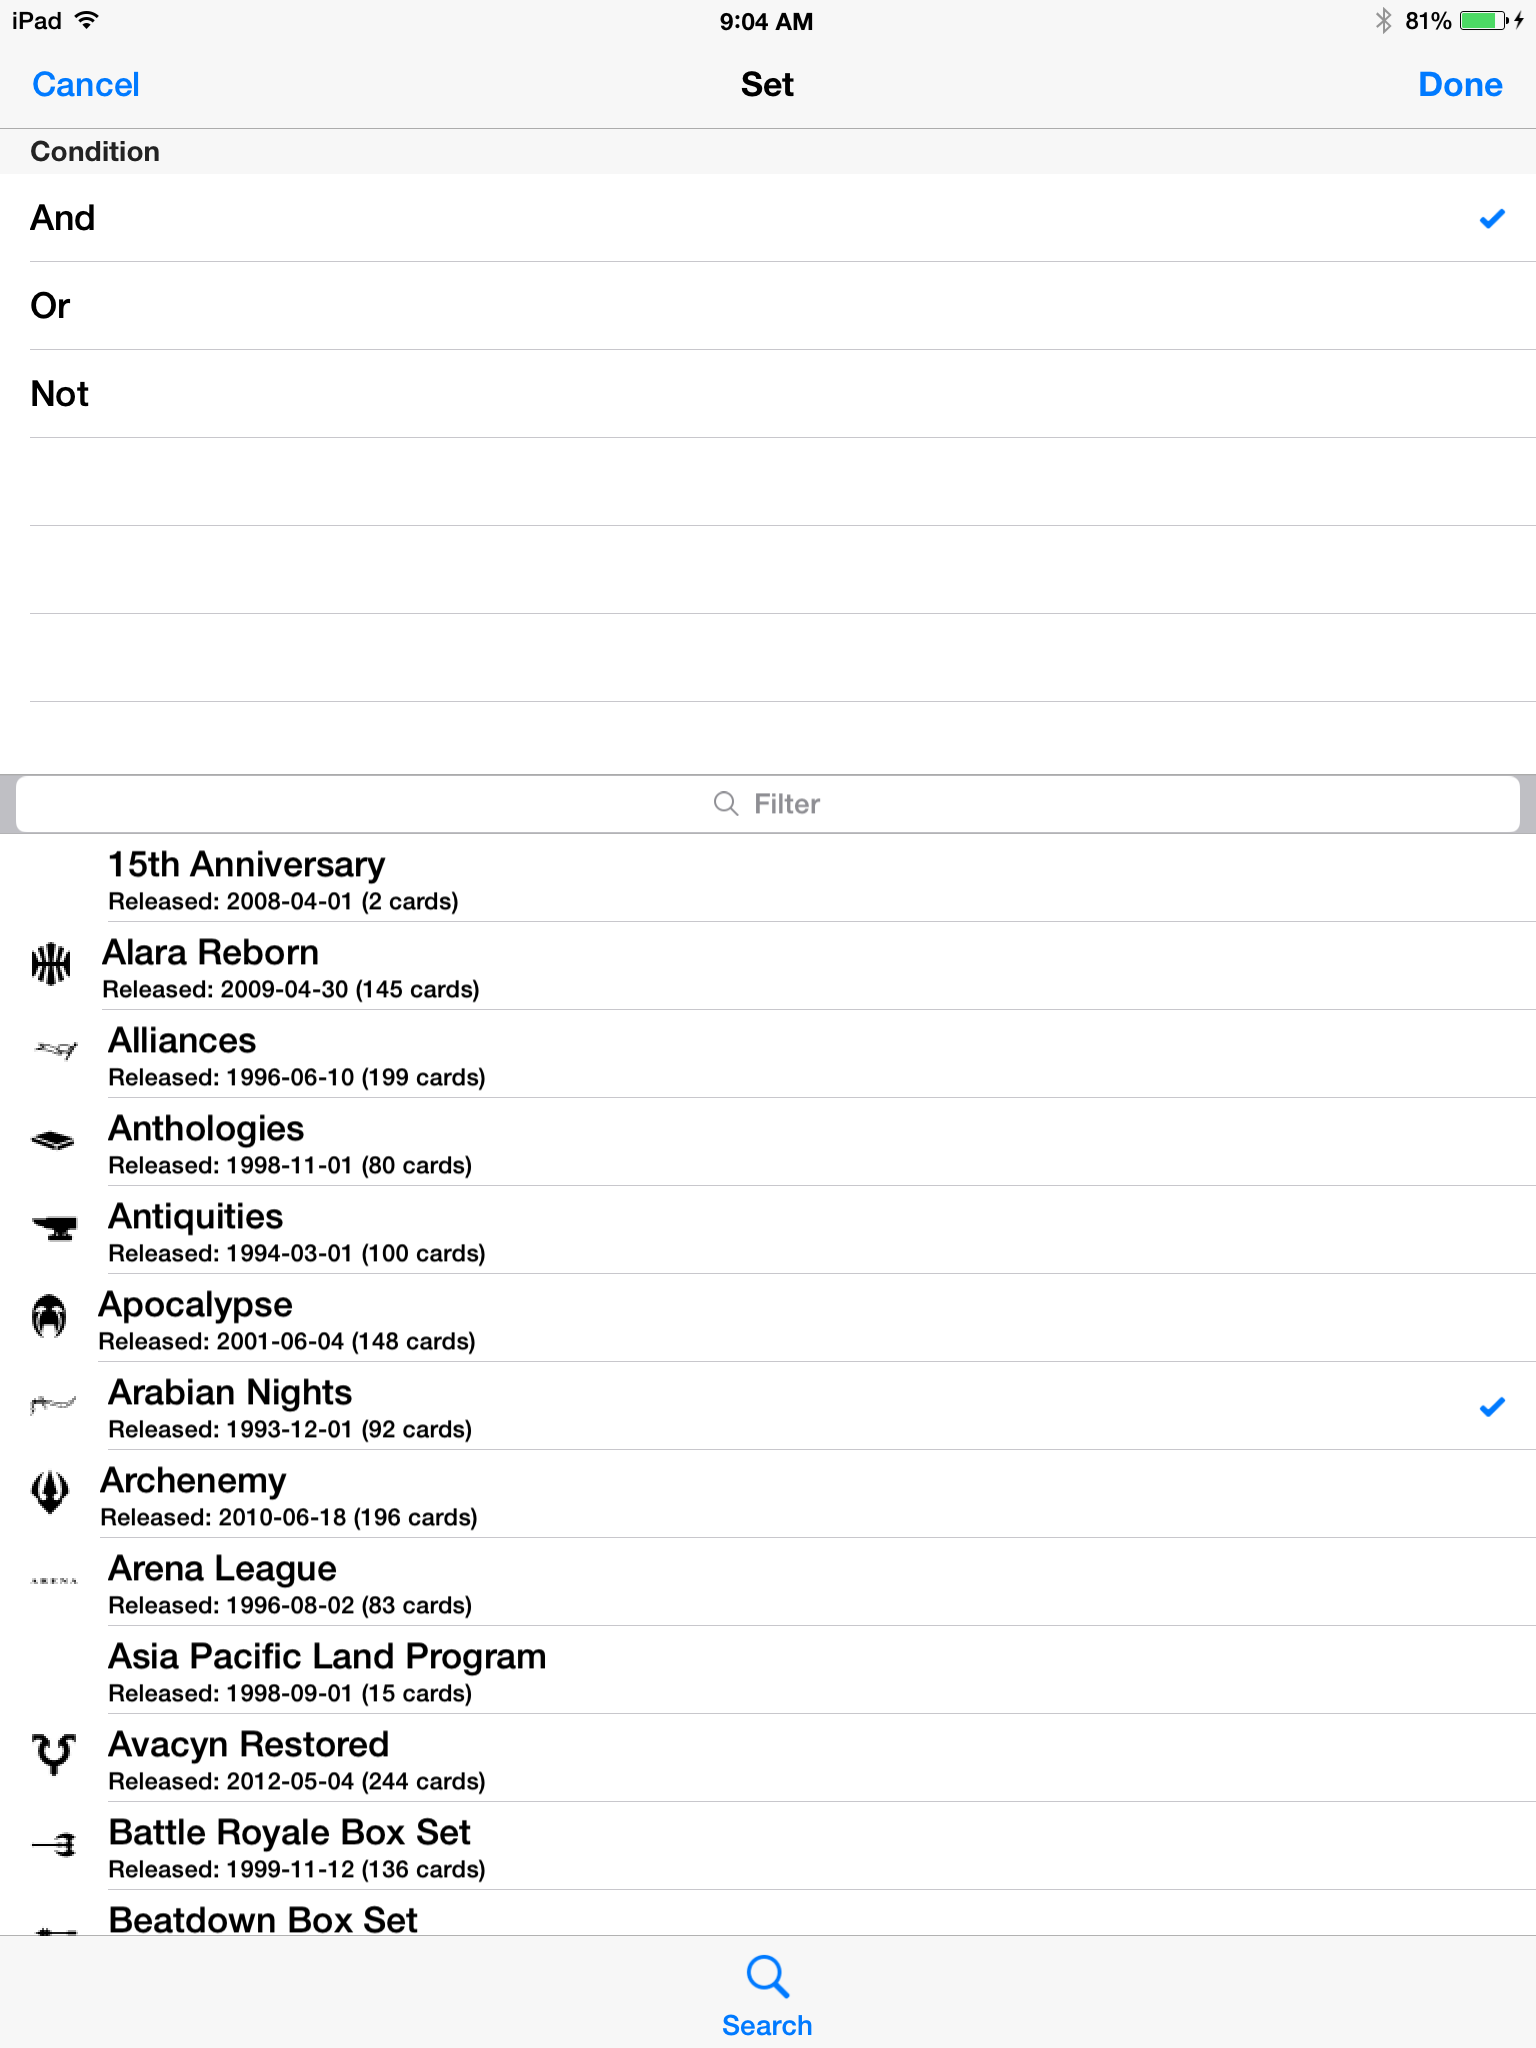 iPad
9:04 AM
81%
Cancel
Set
Done
Condition
And
Or
Not
Filter
15th Anniversary
Released: 2008-04-01 (2 cards)
Alara Reborn
Released: 2009-04-30 (145 cards)
Alliances
Released: 1996-06-10 (199 cards)
Anthologies
Released: 1998-11-01 (80 cards)
Antiquities
Released: 1994-03-01 (100 cards)
Apocalypse
Released: 2001-06-04 (148 cards)
Arabian Nights
Released: 1993-12-01 (92 cards)
Archenemy
Released: 2010-06-18 (196 cards)
ARENA
Arena League
Released: 1996-08-02 (83 cards)
Asia Pacific Land Program
Released: 1998-09-01 (15 cards)
Avacyn Restored
Released: 2012-05-04 (244 cards)
Battle Royale Box Set
Released: 1999-11-12 (136 cards)
Beatdown Box Set
Search